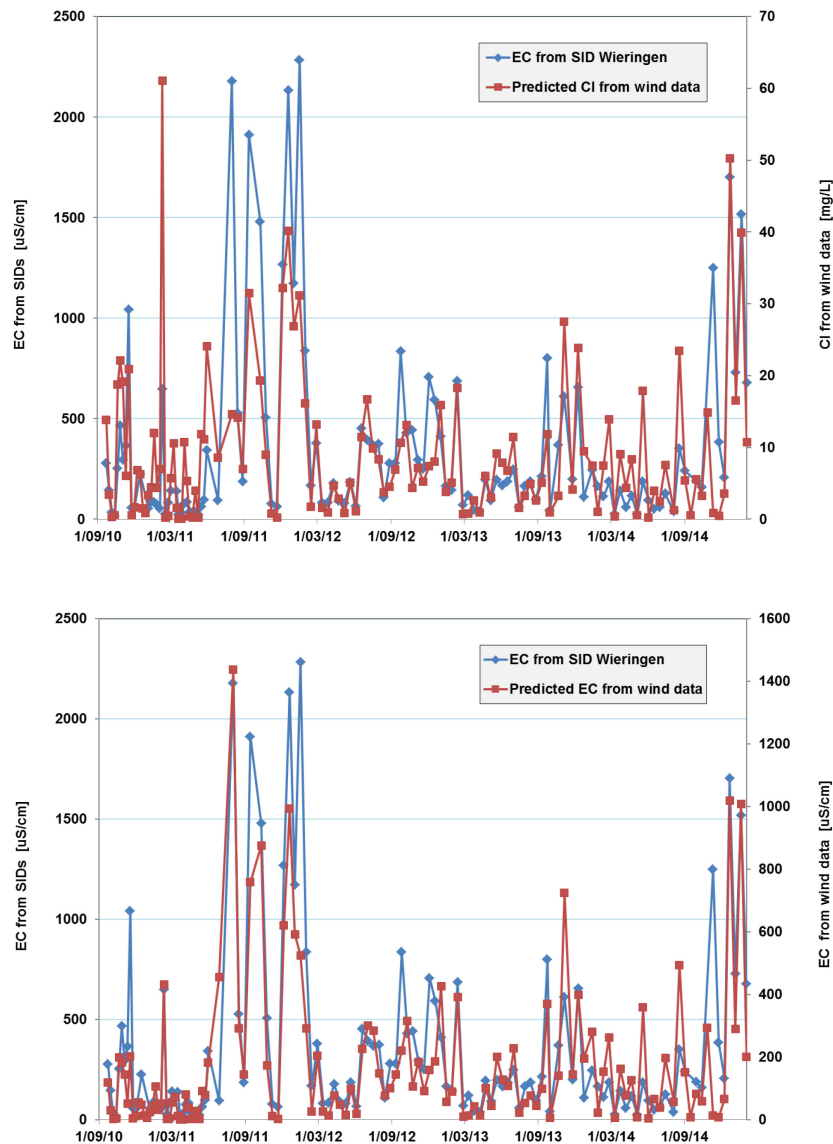 2500
2000
1500
1000
500
0
EC from SIDs [uS/cm]
70
60
50
40
30
20
10
0
Cl from wind data [mg/L]
EC from SID Wieringen
Predicted Cl from wind data
1/09/10 1/03/11 1/09/11 1/03/12 1/09/12 1/03/13 1/09/13 1/03/14 1/09/14
2500
2000
1500
1000
500
0
EC from SIDs [uS/cm]
1600
1400
1200
1000
800
600
400
200
0
EC from wind data [uS/cm]
EC from SID Wieringen
Predicted EC from wind data
1/09/10 1/03/11 1/09/11 1/03/12 1/09/12 1/03/13 1/09/13 1/03/14 1/09/14